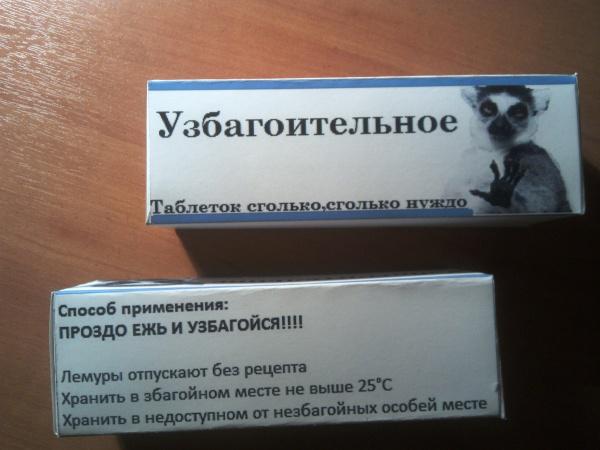 Узбагоительное
Таблеток сголько,сголько нуждо
Способ применения:
ПРОЗДО ЕЖЬ И УЗБАГОЙСЯ!!!!
Лемуры отпускают без рецепта
Хранить в збагойном месте не выше 25°С
Хранить в недоступном от незбагойных особей месте